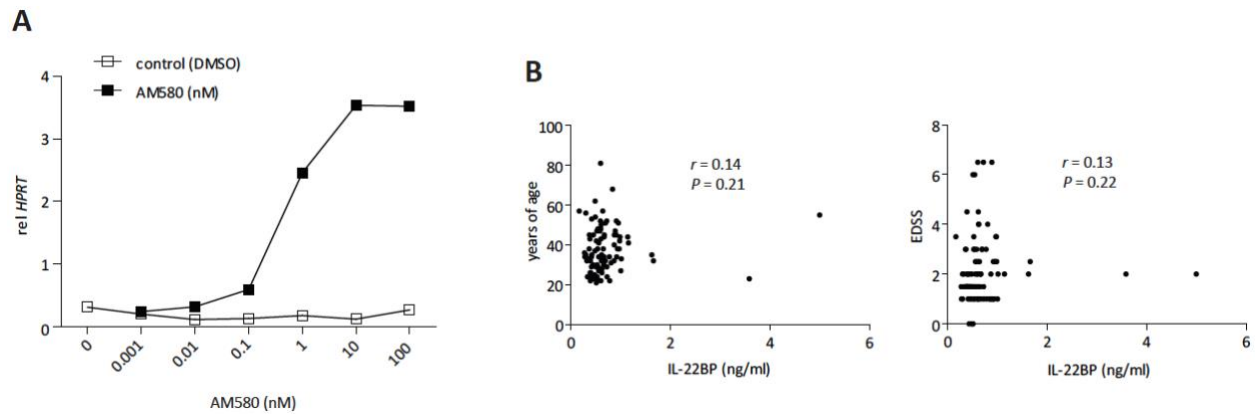 A
control (DMSO)
AM580 (nM)
4
3
2
1
0
rel HPRT
0
0.001
0.01
0.1
1
10
100
AM580 (nM)
B
100
80
60
40
20
0
years of age
r = 0.14
P = 0.21
0
2
4
6
IL-22BP (ng/ml)
8
6
4
2
0
EDSS
r = 0.13
P = 0.22
0
2
4
6
IL-22BP (ng/ml)